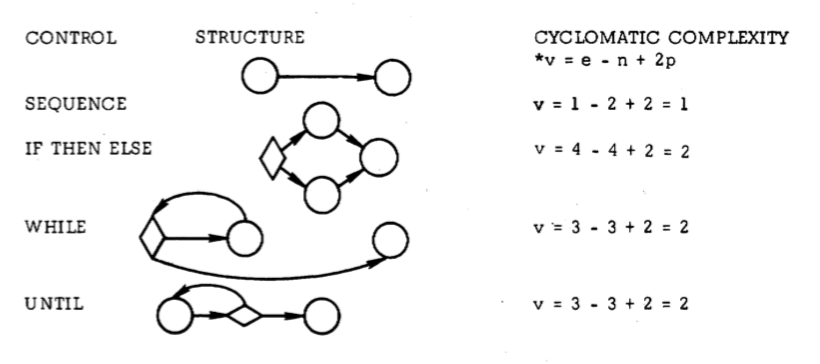 CONTROL STRUCTURE CYCLOMATIC COMPLEXITY
*v = e - n + 2p
SEQUENCE v = 1 - 2 + 2 = 1
IF THEN ELSE v = 4 - 4 + 2 = 2
WHILE v = 3 - 3 + 2 = 2
UNTIL v = 3 - 3 + 2 = 2